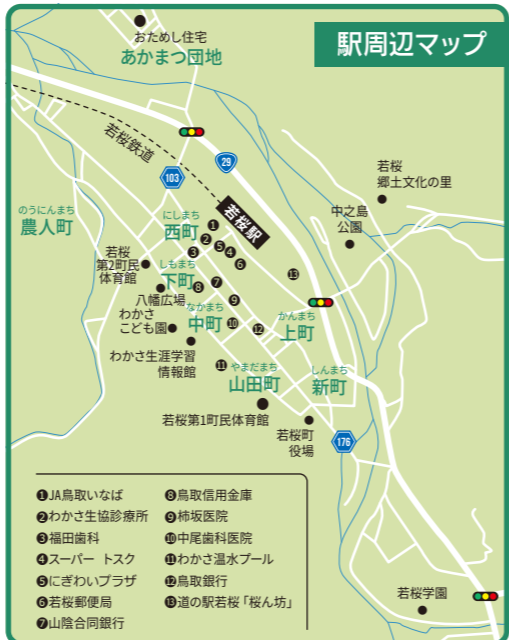 駅周辺マップ
おためし住宅
あかまつ団地
若桜鉄道
29
103
若桜
郷土文化の里
中之島
公園
若桜駅
のうにんまち
農人町
にしまち
西町
❶
❷
❺
❸
❹
❻
若桜
第2町民
体育館
しもまち
下町
❽
❼
⓭
八幡広場
❾
わかさ
こども園
なかまち
中町
❿
⓬
かんまち
上町
わかさ生涯学習
情報館
⓫
やまだまち
山田町
しんまち
新町
若桜第1町民体育館
若桜町
役場
176
❶JA鳥取いなば
❷わかさ生協診療所
❸福田歯科
❹スーパー トスク
❺にぎわいプラザ
❻若桜郵便局
❼山陰合同銀行
❽鳥取信用金庫
❾柿坂医院
❿中尾歯科医院
⓫わかさ温水プール
⓬鳥取銀行
⓭道の駅若桜「桜ん坊」
若桜学園